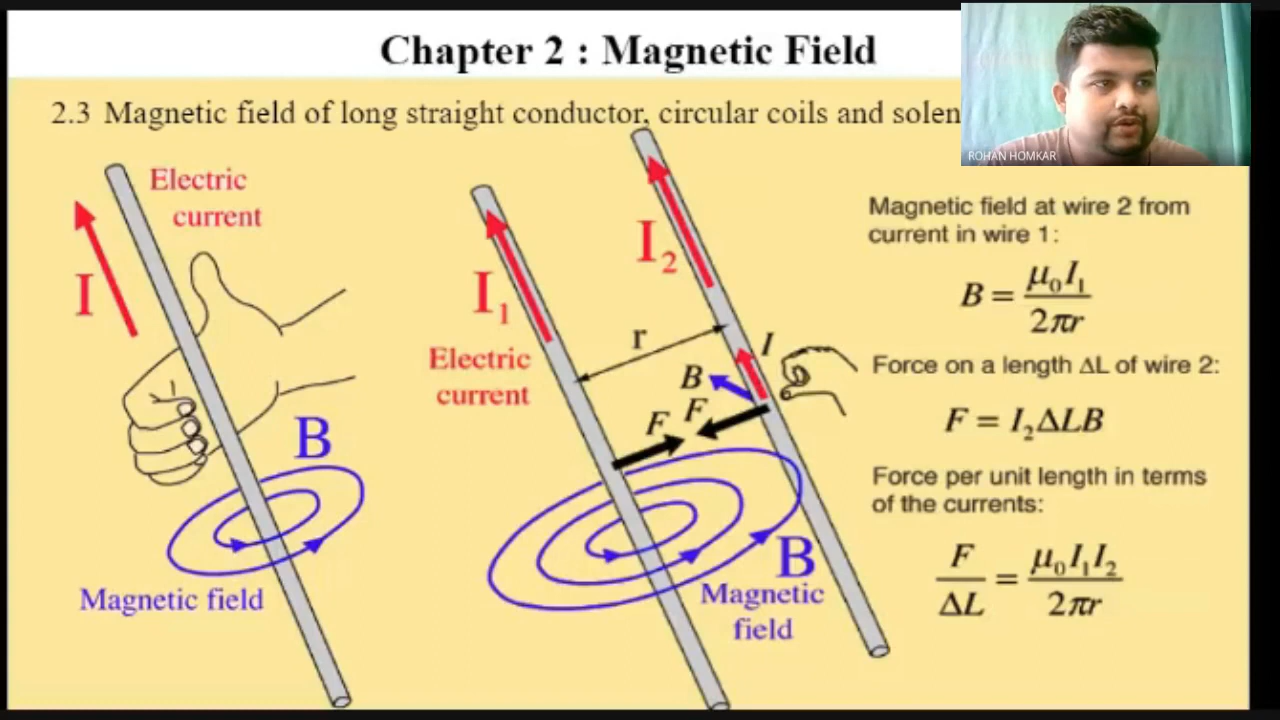 Chapter 2 : Magnetic Field
2.3 Magnetic field of long straight conductor, circular coils and solen
ROHAN HOMKAR
Electric
current
I
B
Magnetic field
I₁
Electric
current
I₂
r
I
B
F
F
B
Magnetic
field
Magnetic field at wire 2 from
current in wire 1:
B = μ₀I₁ / 2πr
Force on a length ΔL of wire 2:
F = I₂ΔLB
Force per unit length in terms
of the currents:
F / ΔL = μ₀I₁I₂ / 2πr